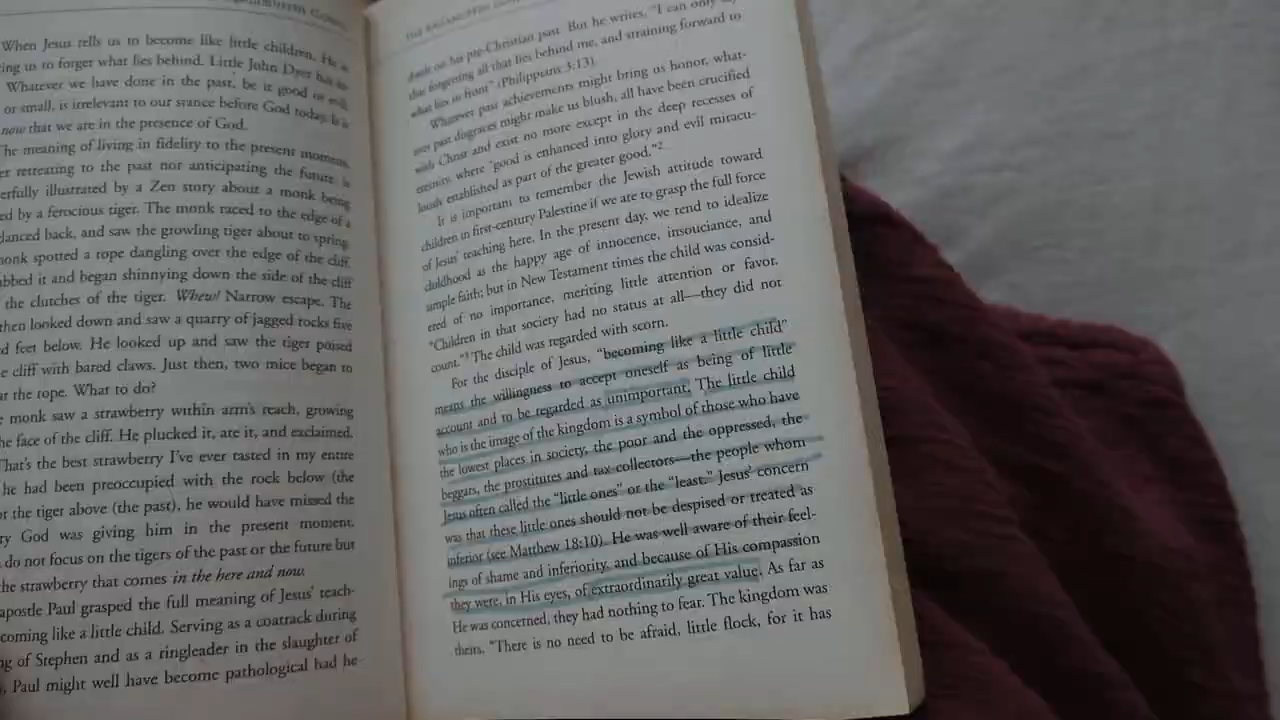 When Jesus tells us to become like little children, He is
ing us to forget what lies behind. Little John Dyer has no
Whatever we have done in the past, be it good or evil,
or small, is irrelevant to our stance before God today. It is
now that we are in the presence of God.
The meaning of living in fidelity to the present moment,
er retreating to the past nor anticipating the future, is
erfully illustrated by a Zen story about a monk being
ed by a ferocious tiger. The monk raced to the edge of a
lanced back, and saw the growling tiger about to spring.
monk spotted a rope dangling over the edge of the cliff.
bbed it and began shinnying down the side of the cliff
the clutches of the tiger. Whew! Narrow escape. The
then looked down and saw a quarry of jagged rocks five
d feet below. He looked up and saw the tiger poised
e cliff with bared claws. Just then, two mice began to
at the rope. What to do?
e monk saw a strawberry within arm's reach, growing
he face of the cliff. He plucked it, ate it, and exclaimed,
That's the best strawberry I've ever tasted in my entire
he had been preoccupied with the rock below (the
or the tiger above (the past), he would have missed the
ry God was giving him in the present moment.
do not focus on the tigers of the past or the future but
the strawberry that comes in the here and now.
apostle Paul grasped the full meaning of Jesus' teach-
coming like a little child. Serving as a coatrack during
ng of Stephen and as a ringleader in the slaughter of
, Paul might well have become pathological had he
THE RAGAMUFFIN
dwelt on his pre-Christian past. But he writes, "I can only say
that forgetting all that lies behind me, and straining forward to
what lies in front" (Philippians 3:13).
Whatever past achievements might bring us honor, what-
ever past disgraces might make us blush, all have been crucified
with Christ and exist no more except in the deep recesses of
eternity, where "good is enhanced into glory and evil miracu-
lously established as part of the greater good."2
It is important to remember the Jewish attitude toward
children in first-century Palestine if we are to grasp the full force
of Jesus' teaching here. In the present day, we tend to idealize
childhood as the happy age of innocence, insouciance, and
simple faith; but in New Testament times the child was consid-
ered of no importance, meriting little attention or favor.
"Children in that society had no status at all—they did not
count."3 The child was regarded with scorn.
For the disciple of Jesus, "becoming like a little child"
means the willingness to accept oneself as being of little
account and to be regarded as unimportant. The little child
who is the image of the kingdom is a symbol of those who have
the lowest places in society, the poor and the oppressed, the
beggars, the prostitutes and tax collectors—the people whom
Jesus often called the "little ones" or the "least." Jesus' concern
was that these little ones should not be despised or treated as
inferior (see Matthew 18:10). He was well aware of their feel-
ings of shame and inferiority, and because of His compassion
they were, in His eyes, of extraordinarily great value. As far as
He was concerned, they had nothing to fear. The kingdom was
theirs. "There is no need to be afraid, little flock, for it has